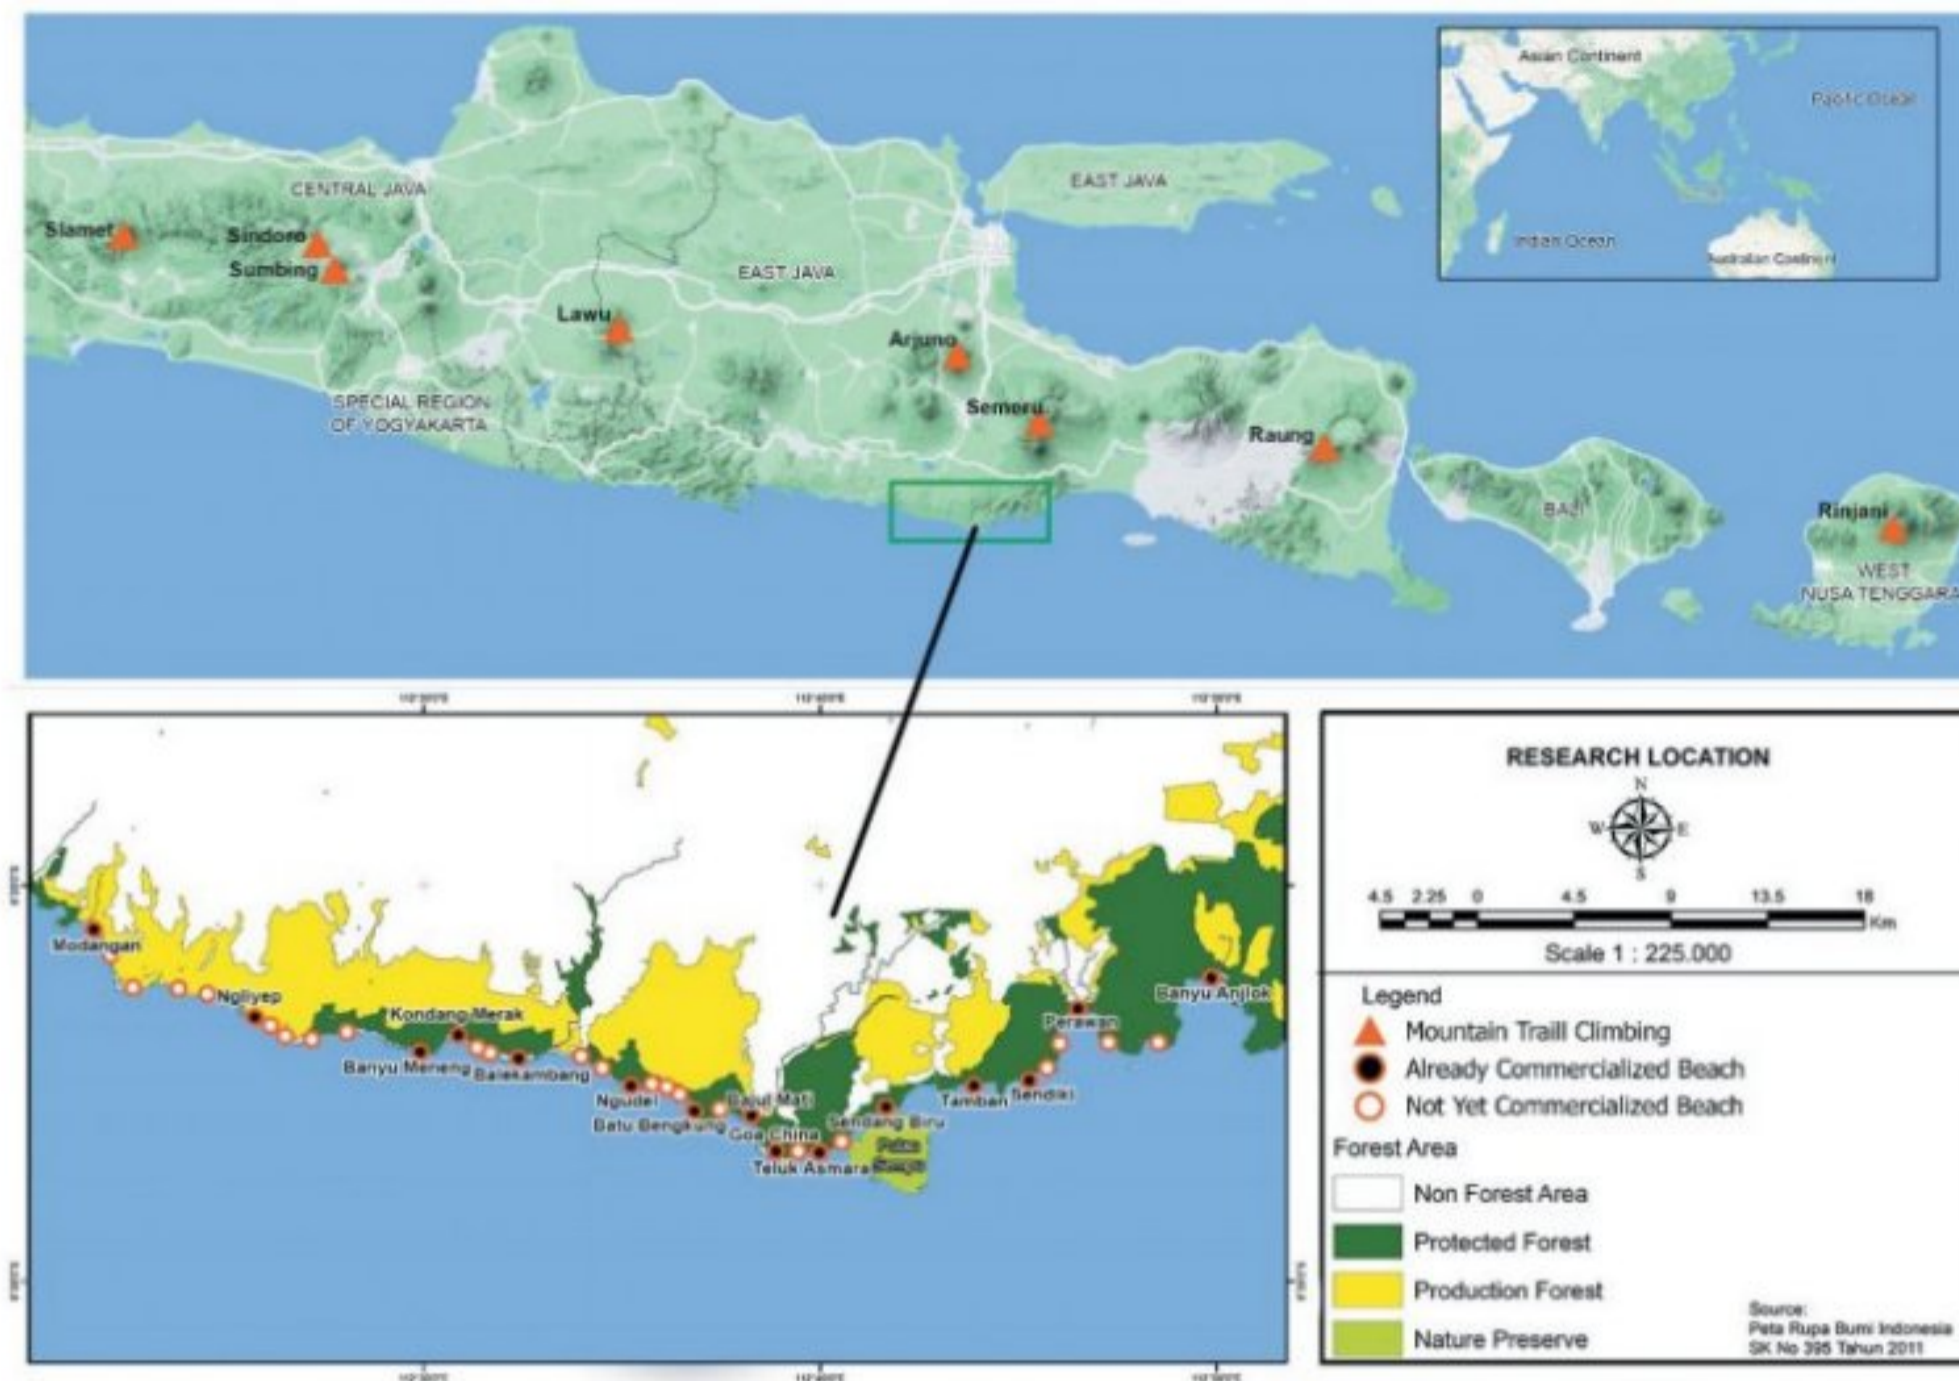 Asian Continent
Pacific Ocean
Indian Ocean
Australian Continent
CENTRAL JAVA
EAST JAVA
Slamet
Sindoro
Sumbing
EAST JAVA
Lawu
Arjuno
SPECIAL REGION
OF YOGYAKARTA
Semeru
Raung
BALI
Rinjani
WEST
NUSA TENGGARA
Modangan
Ngliyep
Kondang Merak
Banyu Meneng
Balekambang
Ngudel
Batu Bengkung
Bajul Mati
Goa China
Teluk Asmara
Sendang Biru
Tamban
Sendiki
Perawan
Banyu Anjlok
RESEARCH LOCATION
N
W
E
S
4.5 2.25 0 4.5 9 13.5 18
Km
Scale 1 : 225.000
Legend
Mountain Traill Climbing
Already Commercialized Beach
Not Yet Commercialized Beach
Forest Area
Non Forest Area
Protected Forest
Production Forest
Nature Preserve
Source:
Peta Rupa Bumi Indonesia
SK No 395 Tahun 2011